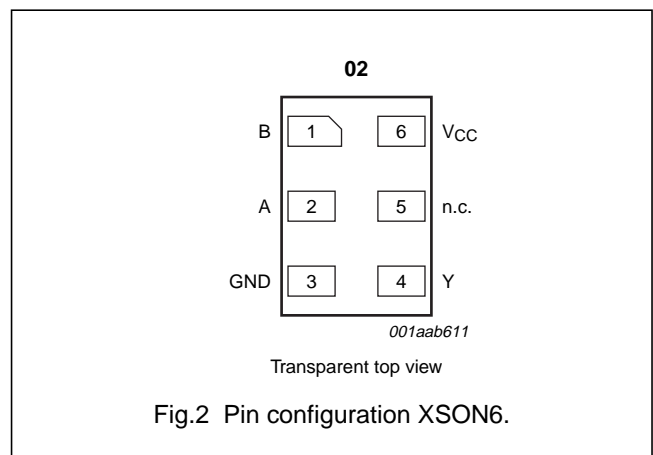 02
B 1 6 VCC
A 2 5 n.c.
GND 3 4 Y
001aab611
Transparent top view
Fig.2 Pin configuration XSON6.